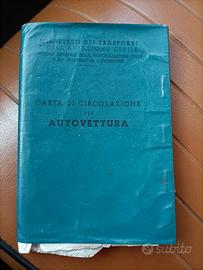 MINISTERO DEI TRASPORTI
E DELL'AVIAZIONE CIVILE
CARTA DI CIRCOLAZIONE
PER
AUTOVETTURA
subito